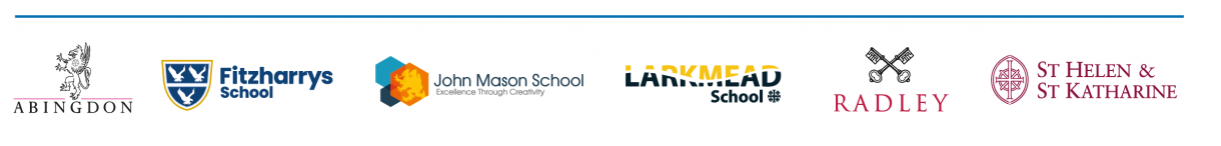 ABINGDON
Fitzharrys
School
John Mason School
Excellence Through Creativity
LARKMEAD
School
RADLEY
ST HELEN &
ST KATHARINE